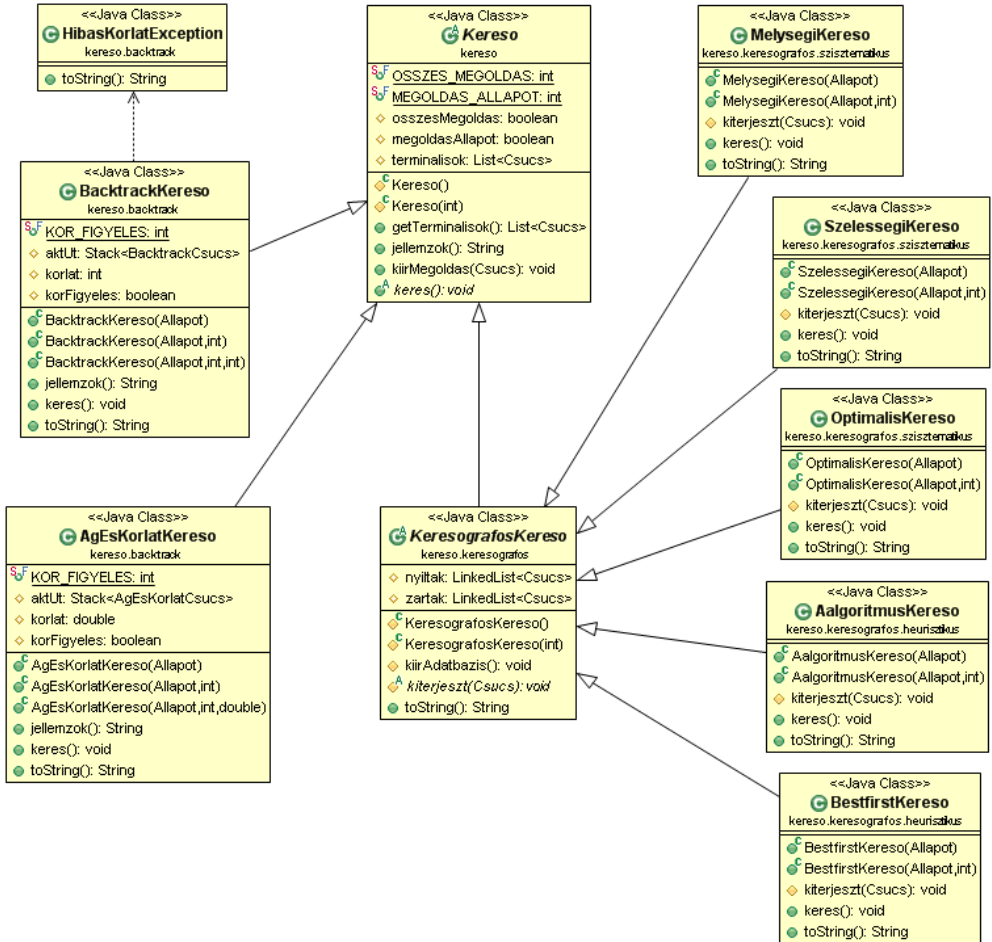 <<Java Class>>
HibasKorlatException
kereso.backtrack
toString(): String
<<Java Class>>
BacktrackKereso
kereso.backtrack
KOR_FIGYELES: int
aktUt: Stack<BacktrackCsucs>
korlat: int
korFigyeles: boolean
BacktrackKereso(Allapot)
BacktrackKereso(Allapot,int)
BacktrackKereso(Allapot,int,int)
jellemzok(): String
keres(): void
toString(): String
<<Java Class>>
AgEsKorlatKereso
kereso.backtrack
KOR_FIGYELES: int
aktUt: Stack<AgEsKorlatCsucs>
korlat: double
korFigyeles: boolean
AgEsKorlatKereso(Allapot)
AgEsKorlatKereso(Allapot,int)
AgEsKorlatKereso(Allapot,int,double)
jellemzok(): String
keres(): void
toString(): String
<<Java Class>>
Kereso
kereso
OSSZES_MEGOLDAS: int
MEGOLDAS_ALLAPOT: int
osszesMegoldas: boolean
megoldasAllapot: boolean
terminalisok: List<Csucs>
Kereso()
Kereso(int)
getTerminalisok(): List<Csucs>
jellemzok(): String
kiirMegoldas(Csucs): void
keres(): void
<<Java Class>>
KeresografosKereso
kereso.keresografos
nyiltak: LinkedList<Csucs>
zartak: LinkedList<Csucs>
KeresografosKereso()
KeresografosKereso(int)
kiirAdatbazis(): void
kiterjeszt(Csucs): void
toString(): String
<<Java Class>>
MelysegiKereso
kereso.keresografos.szisztematikus
MelysegiKereso(Allapot)
MelysegiKereso(Allapot,int)
kiterjeszt(Csucs): void
keres(): void
toString(): String
<<Java Class>>
SzelessegiKereso
kereso.keresografos.szisztematikus
SzelessegiKereso(Allapot)
SzelessegiKereso(Allapot,int)
kiterjeszt(Csucs): void
keres(): void
toString(): String
<<Java Class>>
OptimalisKereso
kereso.keresografos.szisztematikus
OptimalisKereso(Allapot)
OptimalisKereso(Allapot,int)
kiterjeszt(Csucs): void
keres(): void
toString(): String
<<Java Class>>
AalgoritmusKereso
kereso.keresografos.heurisztikus
AalgoritmusKereso(Allapot)
AalgoritmusKereso(Allapot,int)
kiterjeszt(Csucs): void
keres(): void
toString(): String
<<Java Class>>
BestfirstKereso
kereso.keresografos.heurisztikus
BestfirstKereso(Allapot)
BestfirstKereso(Allapot,int)
kiterjeszt(Csucs): void
keres(): void
toString(): String